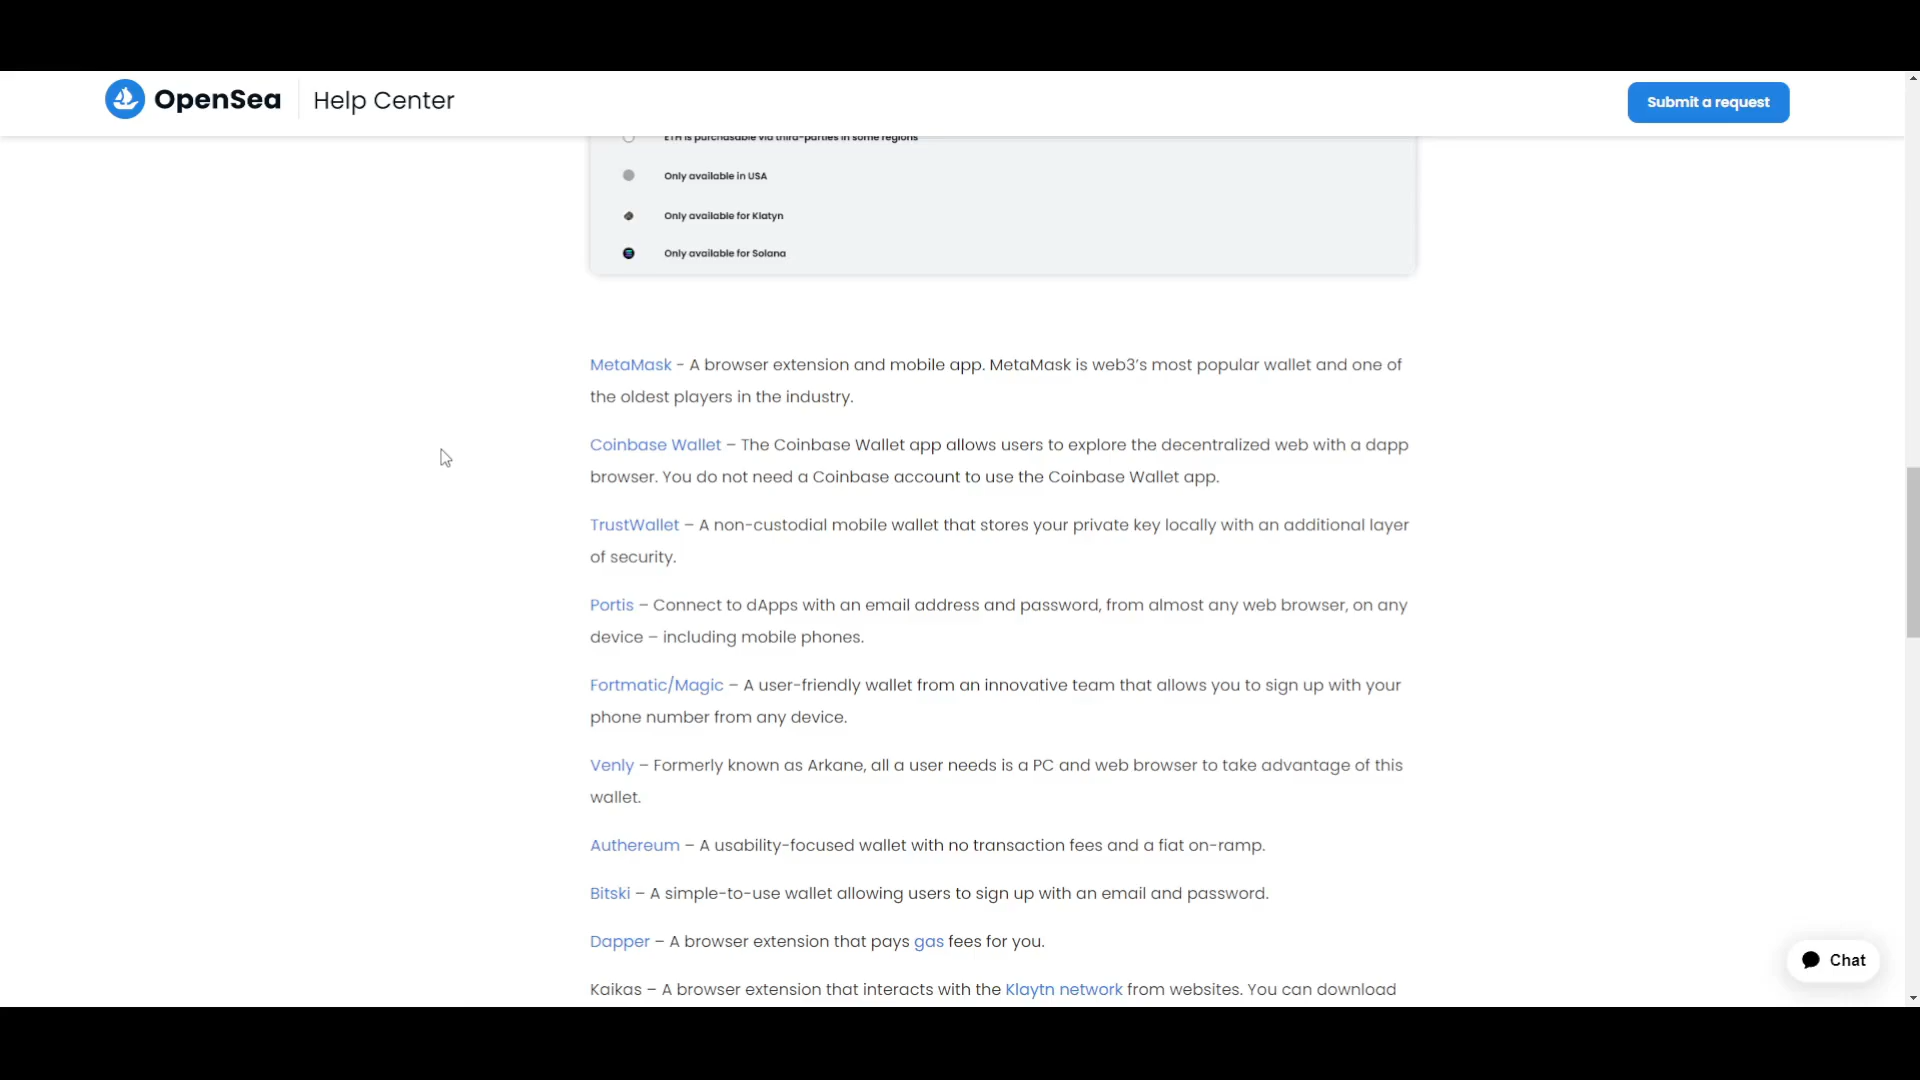 OpenSea Help Center
Submit a request
ETH is purchasable via third-parties in some regions
Only available in USA
Only available for Klatyn
Only available for Solana
MetaMask - A browser extension and mobile app. MetaMask is web3's most popular wallet and one of
the oldest players in the industry.
Coinbase Wallet – The Coinbase Wallet app allows users to explore the decentralized web with a dapp
browser. You do not need a Coinbase account to use the Coinbase Wallet app.
TrustWallet – A non-custodial mobile wallet that stores your private key locally with an additional layer
of security.
Portis – Connect to dApps with an email address and password, from almost any web browser, on any
device – including mobile phones.
Fortmatic/Magic – A user-friendly wallet from an innovative team that allows you to sign up with your
phone number from any device.
Venly – Formerly known as Arkane, all a user needs is a PC and web browser to take advantage of this
wallet.
Authereum – A usability-focused wallet with no transaction fees and a fiat on-ramp.
Bitski – A simple-to-use wallet allowing users to sign up with an email and password.
Dapper – A browser extension that pays gas fees for you.
Kaikas – A browser extension that interacts with the Klaytn network from websites. You can download
Chat